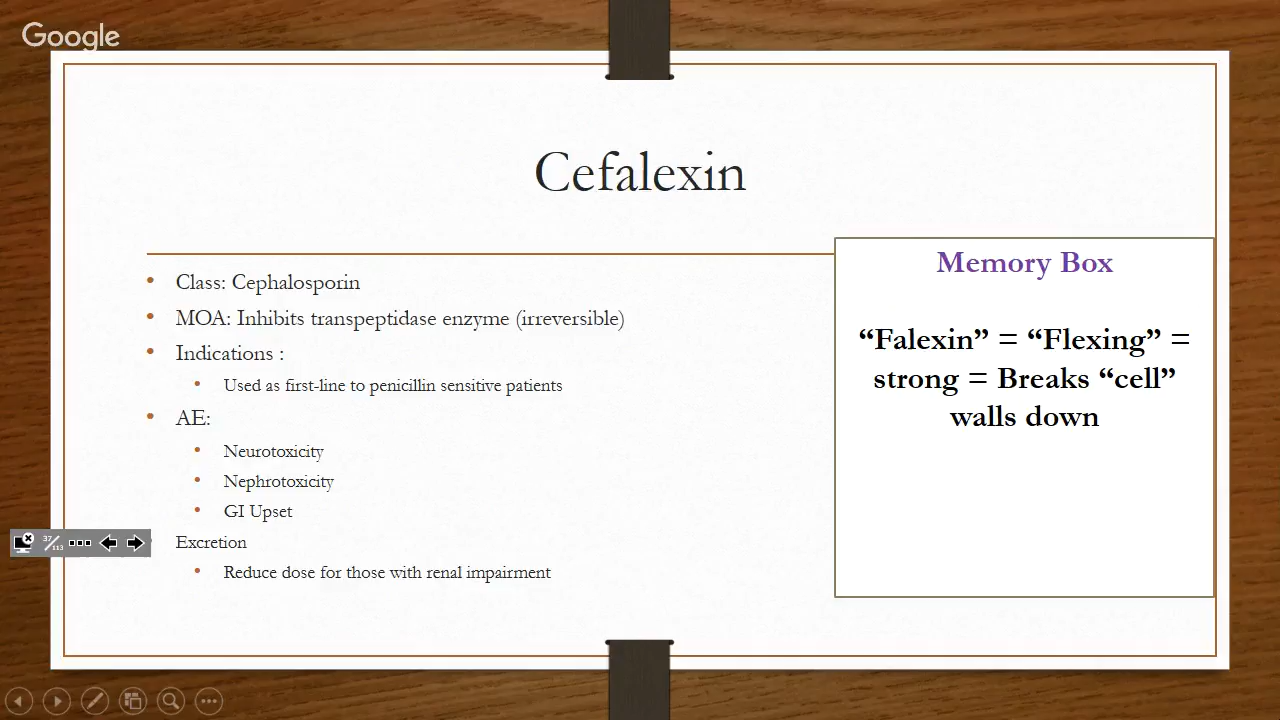 Google
Cefalexin
• Class: Cephalosporin
• MOA: Inhibits transpeptidase enzyme (irreversible)
• Indications :
• Used as first-line to penicillin sensitive patients
• AE:
• Neurotoxicity
• Nephrotoxicity
• GI Upset
Excretion
• Reduce dose for those with renal impairment
Memory Box
“Falexin” = “Flexing” =
strong = Breaks “cell”
walls down
37/113